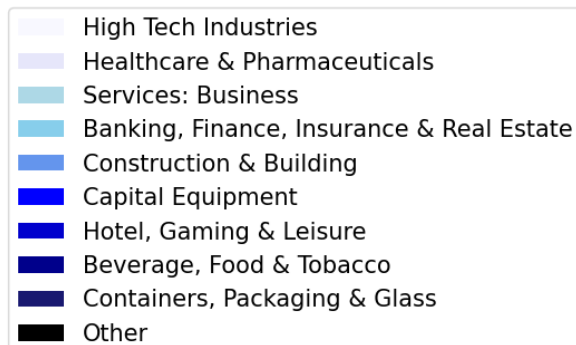 High Tech Industries
Healthcare & Pharmaceuticals
Services: Business
Banking, Finance, Insurance & Real Estate
Construction & Building
Capital Equipment
Hotel, Gaming & Leisure
Beverage, Food & Tobacco
Containers, Packaging & Glass
Other